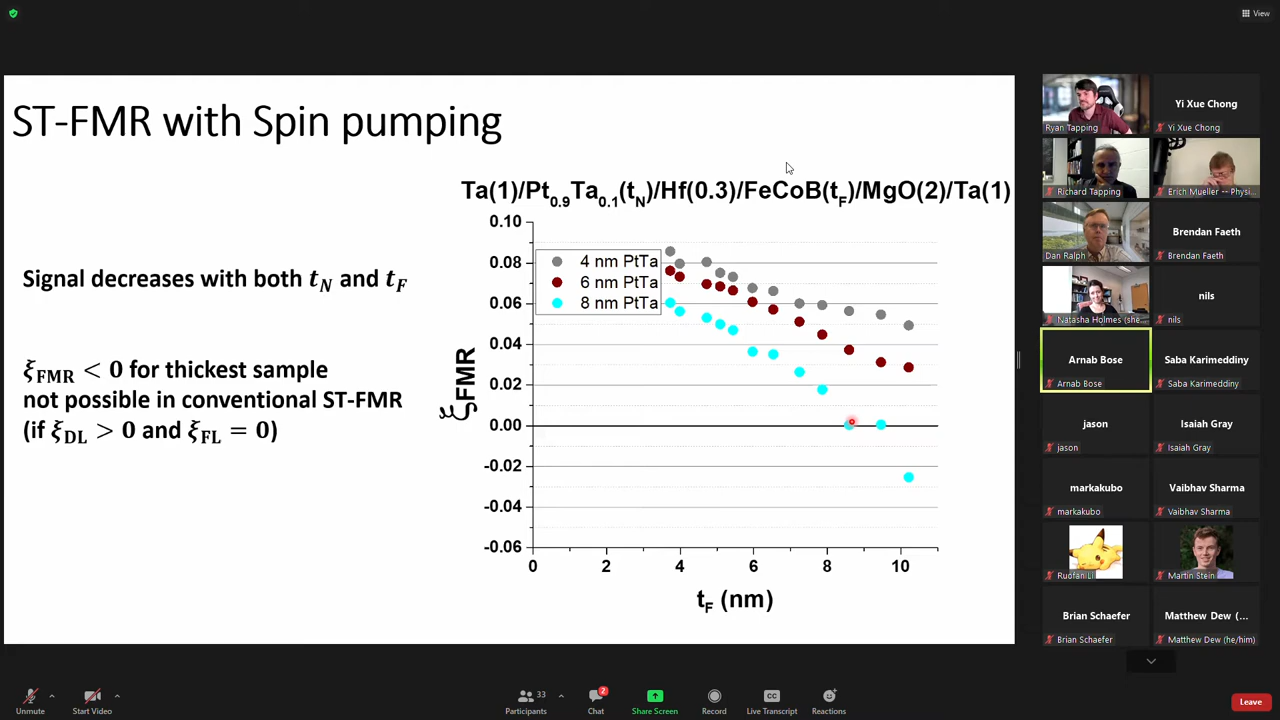 View
ST-FMR with Spin pumping
Signal decreases with both t_N and t_F
ξ_FMR < 0 for thickest sample
not possible in conventional ST-FMR
(if ξ_DL > 0 and ξ_FL = 0)
Ta(1)/Pt0.9Ta0.1(tN)/Hf(0.3)/FeCoB(tF)/MgO(2)/Ta(1)
4 nm PtTa
6 nm PtTa
8 nm PtTa
ξFMR
0.10
0.08
0.06
0.04
0.02
0.00
-0.02
-0.04
-0.06
0 2 4 6 8 10
tF (nm)
Ryan Tapping
Yi Xue Chong
Yi Xue Chong
Richard Tapping
Erich Mueller -- Physi...
Dan Ralph
Brendan Faeth
Brendan Faeth
Natasha Holmes (she...
nils
nils
Arnab Bose
Arnab Bose
Saba Karimeddiny
Saba Karimeddiny
jason
jason
Isaiah Gray
Isaiah Gray
markakubo
markakubo
Vaibhav Sharma
Vaibhav Sharma
Ruofan Li
Martin Stein
Brian Schaefer
Brian Schaefer
Matthew Dew (...
Matthew Dew (he/him)
Unmute
Start Video
33
Participants
2
Chat
Share Screen
Record
CC
Live Transcript
Reactions
Leave